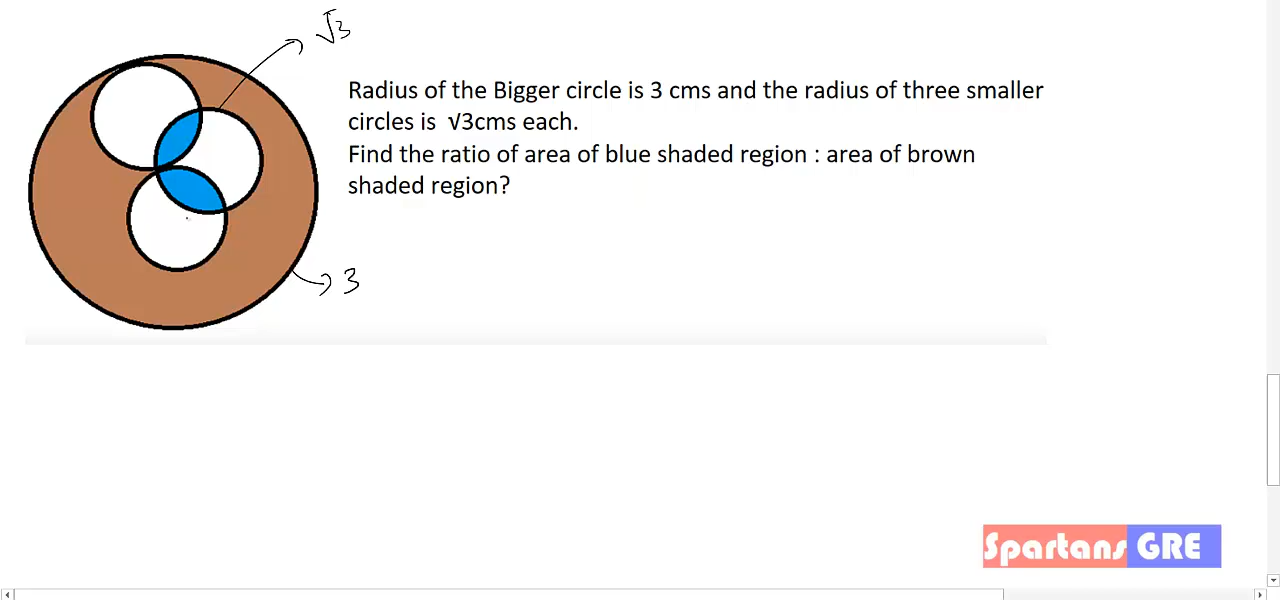 √3
Radius of the Bigger circle is 3 cms and the radius of three smaller
circles is √3cms each.
Find the ratio of area of blue shaded region : area of brown
shaded region?
3
Spartans GRE